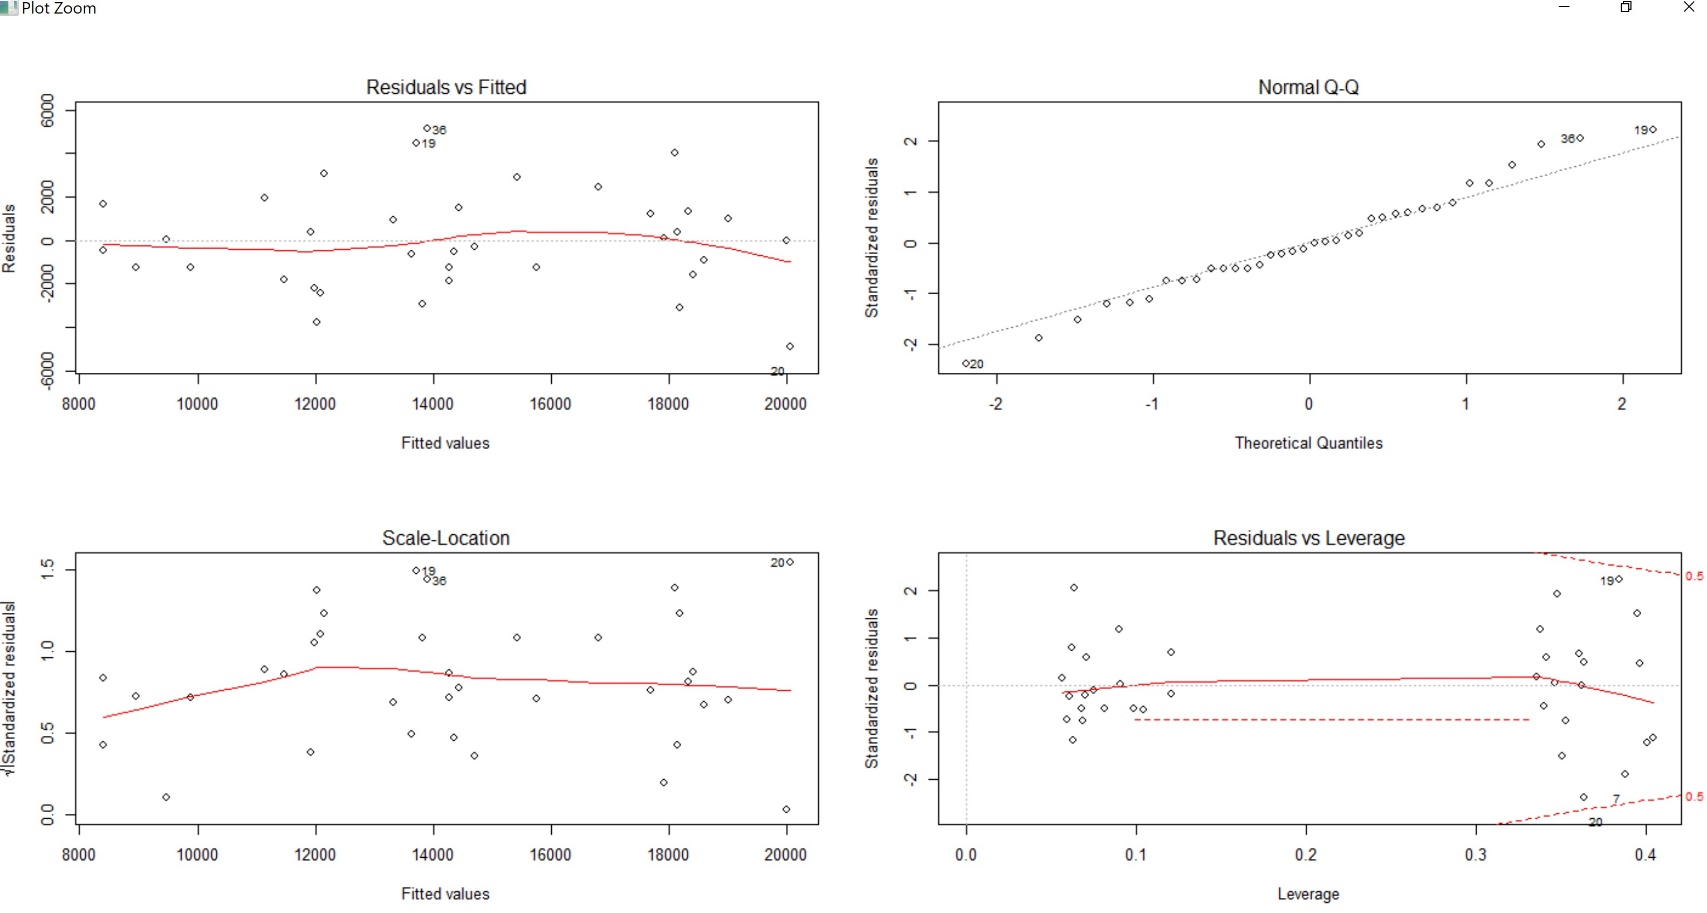 Plot Zoom
Residuals vs Fitted
6000
2000
0
-2000
-6000
Residuals
36
19
20
8000 10000 12000 14000 16000 18000 20000
Fitted values
Normal Q-Q
2
1
0
-1
-2
Standardized residuals
36
19
20
-2 -1 0 1 2
Theoretical Quantiles
Scale-Location
1.5
1.0
0.5
0.0
√|Standardized residuals|
19
36
20
8000 10000 12000 14000 16000 18000 20000
Fitted values
Residuals vs Leverage
2
1
0
-1
-2
Standardized residuals
19
7
20
0.5
0.5
0.0 0.1 0.2 0.3 0.4
Leverage